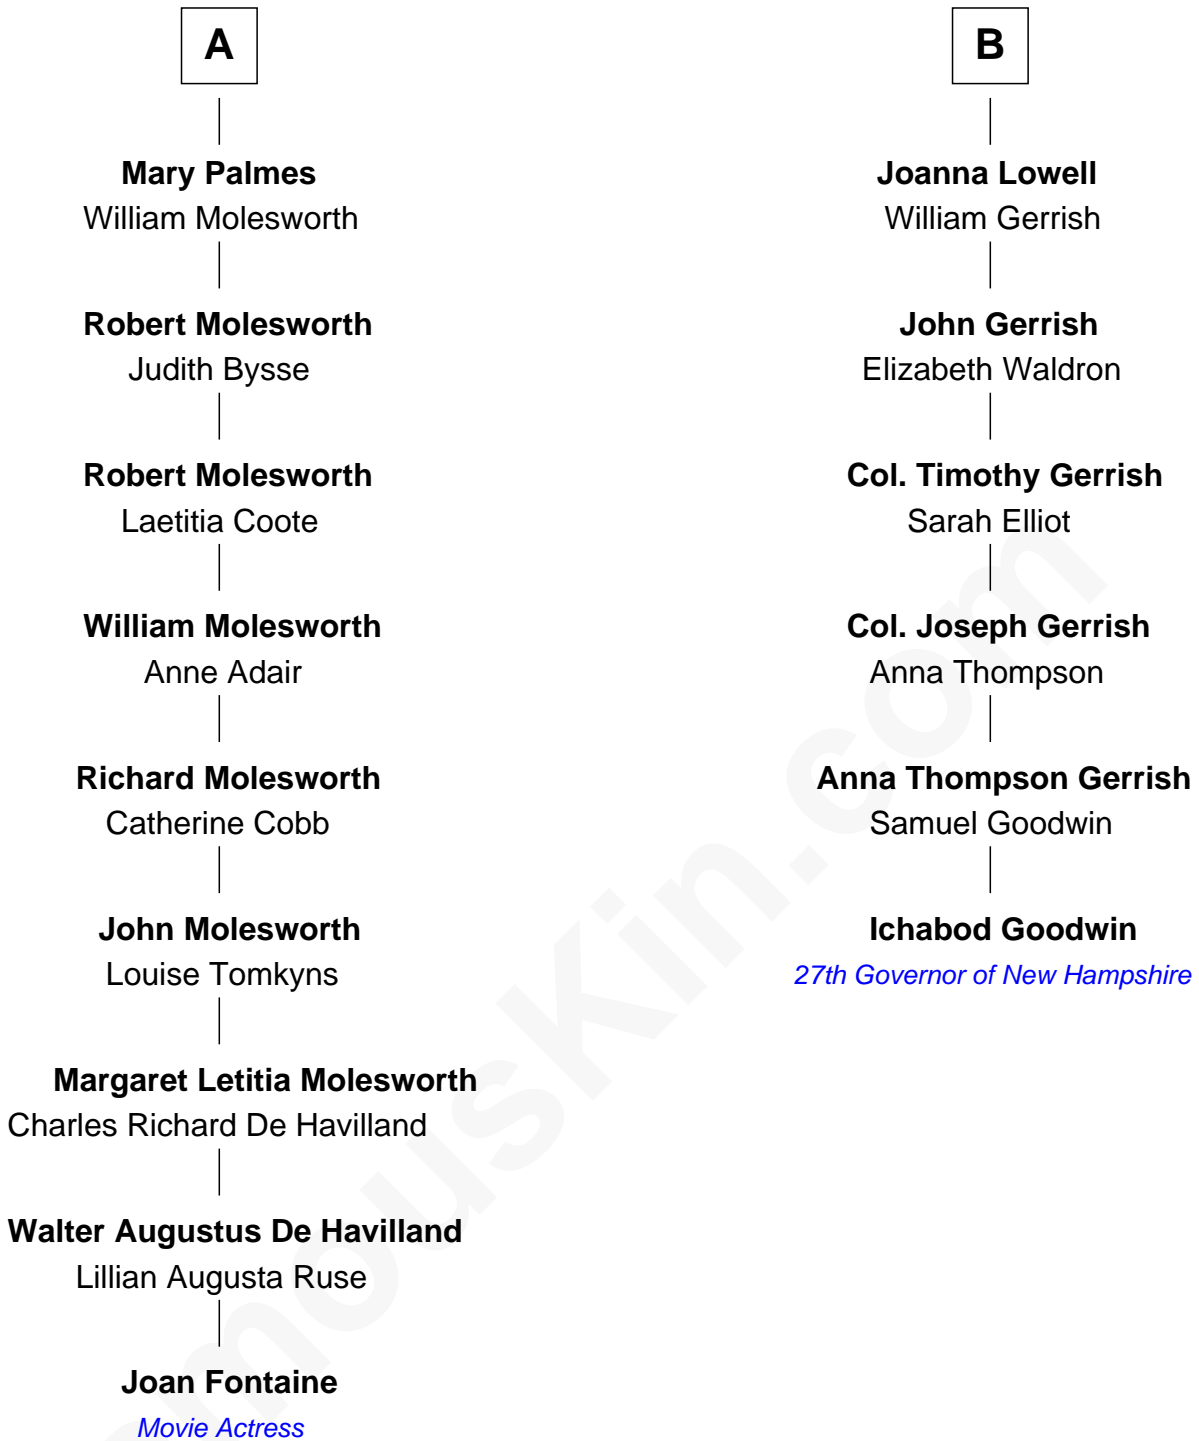 A
Mary Palmes
William Molesworth
Robert Molesworth
Judith Bysse
Robert Molesworth
Laetitia Coote
William Molesworth
Anne Adair
Richard Molesworth
Catherine Cobb
John Molesworth
Louise Tomkyns
Margaret Letitia Molesworth
Charles Richard De Havilland
Walter Augustus De Havilland
Lillian Augusta Ruse
Joan Fontaine
Movie Actress
B
Joanna Lowell
William Gerrish
John Gerrish
Elizabeth Waldron
Col. Timothy Gerrish
Sarah Elliot
Col. Joseph Gerrish
Anna Thompson
Anna Thompson Gerrish
Samuel Goodwin
Ichabod Goodwin
27th Governor of New Hampshire
mousKin.com